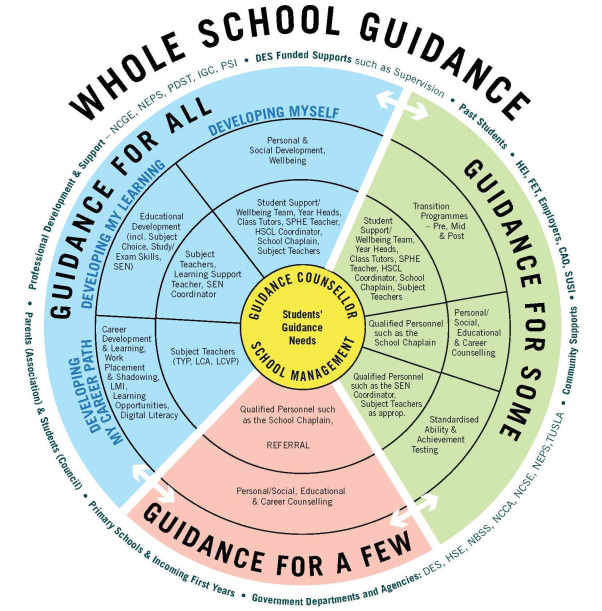 WHOLE SCHOOL GUIDANCE
Professional Development & Support – NCGE, NEPS, PDST, IGC, PSI • DES Funded Supports such as Supervision • Past Students • HEI, FET, Employers, CAO, SUSI • Community Supports
Parents (Association) & Students (Council) • Primary Schools & Incoming First Years • Government Departments and Agencies: DES, HSE, NBSS, NCCA, NCSE, NEPS, TUSLA
GUIDANCE FOR ALL
DEVELOPING MYSELF
Personal &
Social Development,
Wellbeing
Student Support/
Wellbeing Team, Year Heads,
Class Tutors, SPHE Teacher,
HSCL Coordinator,
School Chaplain,
Subject Teachers
DEVELOPING MY LEARNING
Educational
Development
(incl. Subject
Choice, Study/
Exam Skills,
SEN)
Subject
Teachers,
Learning Support
Teacher, SEN
Coordinator
DEVELOPING
MY CAREER PATH
Career
Development
& Learning,
Work
Placement
& Shadowing,
LMI,
Learning
Opportunities,
Digital Literacy
Subject Teachers
(TYP, LCA, LCVP)
GUIDANCE COUNSELLOR
Students'
Guidance
Needs
SCHOOL MANAGEMENT
GUIDANCE FOR SOME
Transition
Programmes
– Pre, Mid
& Post
Student
Support/
Wellbeing Team,
Year Heads,
Class Tutors, SPHE
Teacher, HSCL
Coordinator, School
Chaplain, Subject
Teachers
Personal/
Social,
Educational
& Career
Counselling
Qualified Personnel
such as the
School Chaplain
Qualified Personnel
such as the SEN
Coordinator,
Subject Teachers
as approp.
Standardised
Ability &
Achievement
Testing
Qualified Personnel such
as the School Chaplain,
REFERRAL
Personal/Social, Educational
& Career Counselling
GUIDANCE FOR A FEW